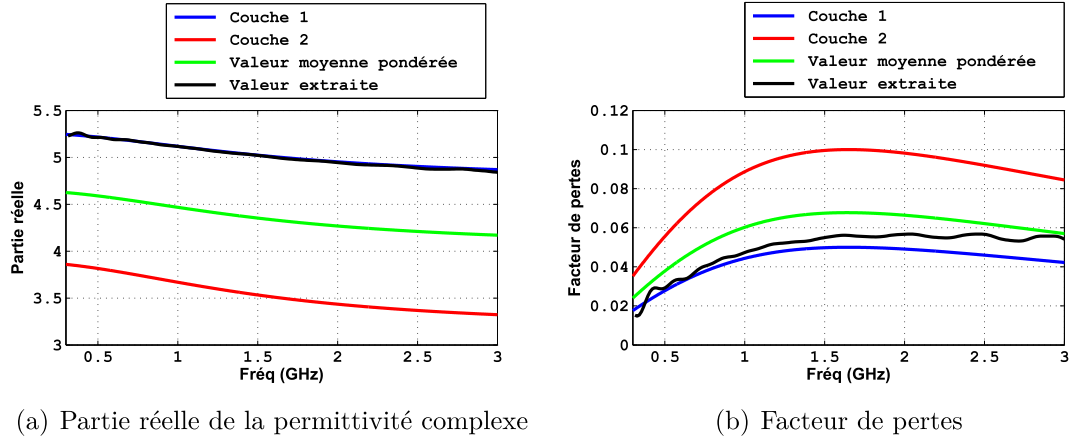 Couche 1
Couche 2
Valeur moyenne pondérée
Valeur extraite
5.5
5
4.5
4
3.5
3
Partie réelle
0.5 1 1.5 2 2.5 3
Fréq (GHz)
(a) Partie réelle de la permittivité complexe
Couche 1
Couche 2
Valeur moyenne pondérée
Valeur extraite
0.12
0.1
0.08
0.06
0.04
0.02
0
Facteur de pertes
0.5 1 1.5 2 2.5 3
Fréq (GHz)
(b) Facteur de pertes